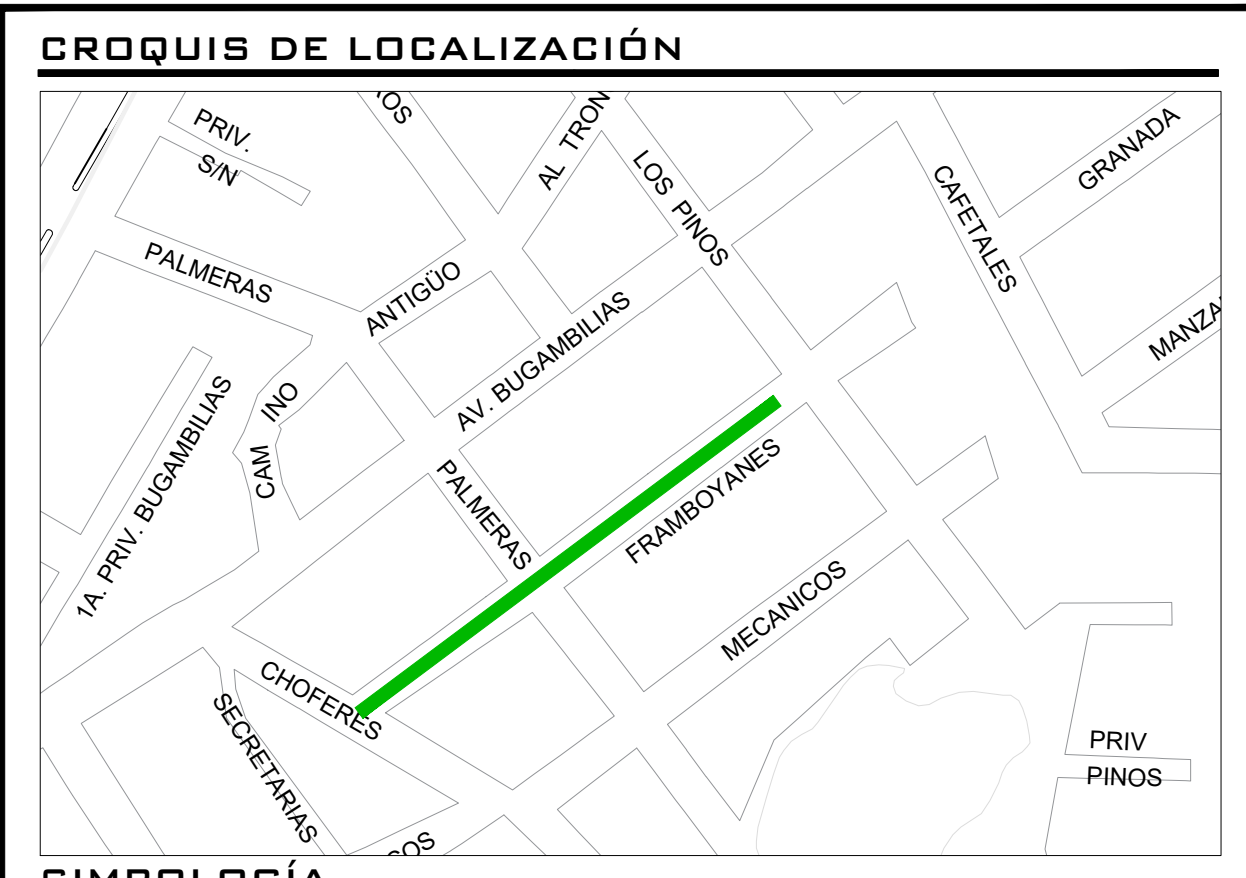 CROQUIS DE LOCALIZACIÓN
PRIV.
S/N
AL TRON
LOS PINOS
CAFETALES
GRANADA
PALMERAS
ANTIGÜO
AV. BUGAMBILIAS
MANZA
1A. PRIV. BUGAMBILIAS
CAM INO
PALMERAS
FRAMBOYANES
MECANICOS
CHOFERES
SECRETARIAS
PRIV
PINOS
SIMBOLOGÍA